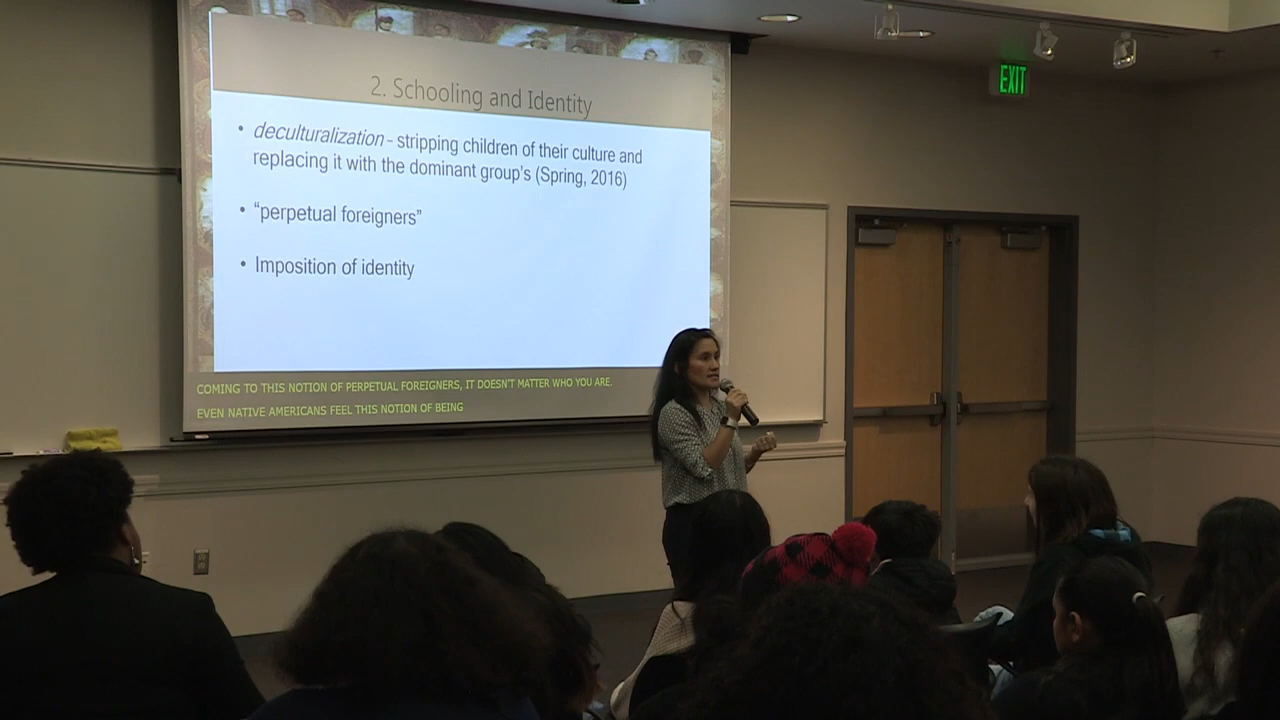 2. Schooling and Identity
• deculturalization - stripping children of their culture and
replacing it with the dominant group's (Spring, 2016)
• “perpetual foreigners”
• Imposition of identity
COMING TO THIS NOTION OF PERPETUAL FOREIGNERS, IT DOESN'T MATTER WHO YOU ARE.
EVEN NATIVE AMERICANS FEEL THIS NOTION OF BEING
EXIT